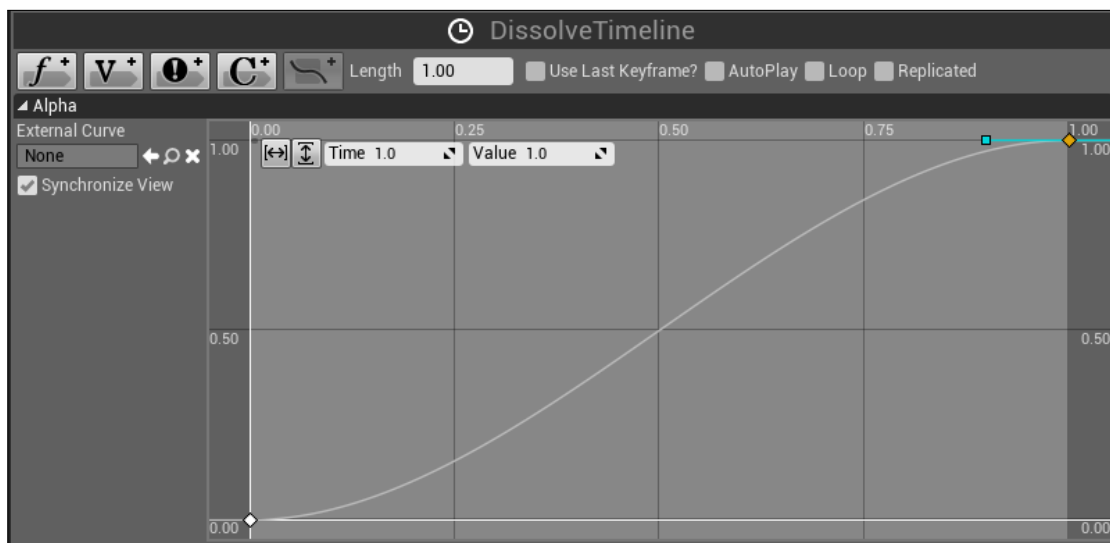 DissolveTimeline
f+ V+ !+ C+ + Length 1.00 Use Last Keyframe? AutoPlay Loop Replicated
Alpha
External Curve
None
Synchronize View
0.00 0.25 0.50 0.75 1.00
1.00 Time 1.0 Value 1.0 1.00
0.50 0.50
0.00 0.00